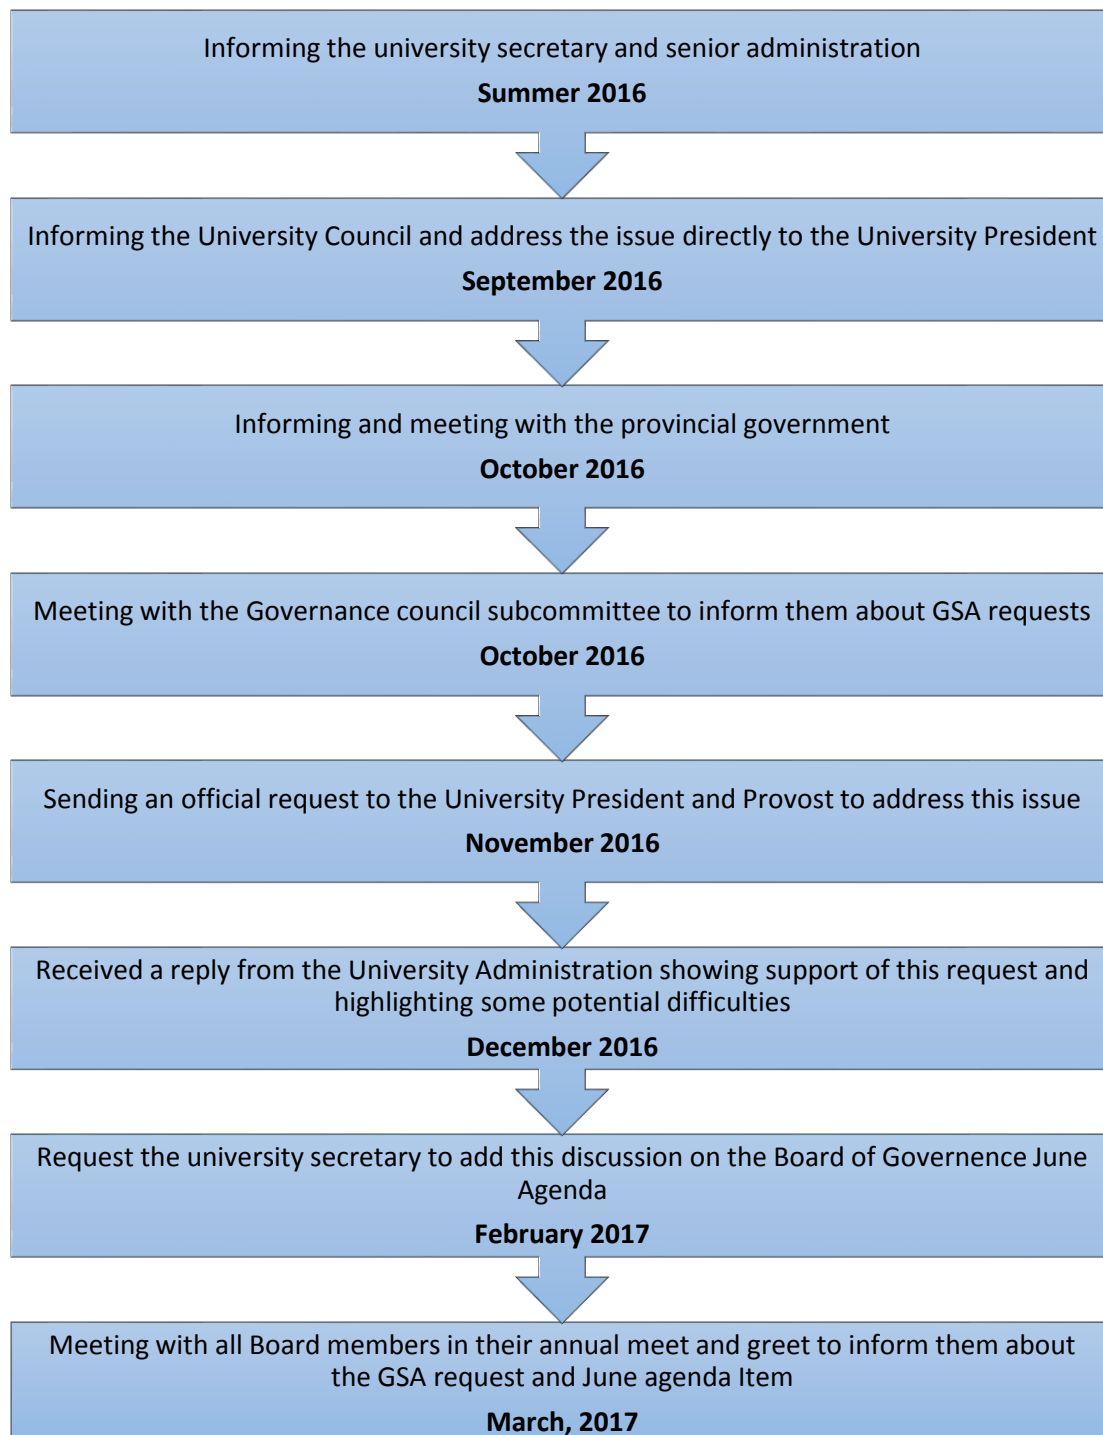 Informing the university secretary and senior administration
Summer 2016
Informing the University Council and address the issue directly to the University President
September 2016
Informing and meeting with the provincial government
October 2016
Meeting with the Governance council subcommittee to inform them about GSA requests
October 2016
Sending an official request to the University President and Provost to address this issue
November 2016
Received a reply from the University Administration showing support of this request and
highlighting some potential difficulties
December 2016
Request the university secretary to add this discussion on the Board of Governence June
Agenda
February 2017
Meeting with all Board members in their annual meet and greet to inform them about
the GSA request and June agenda Item
March, 2017